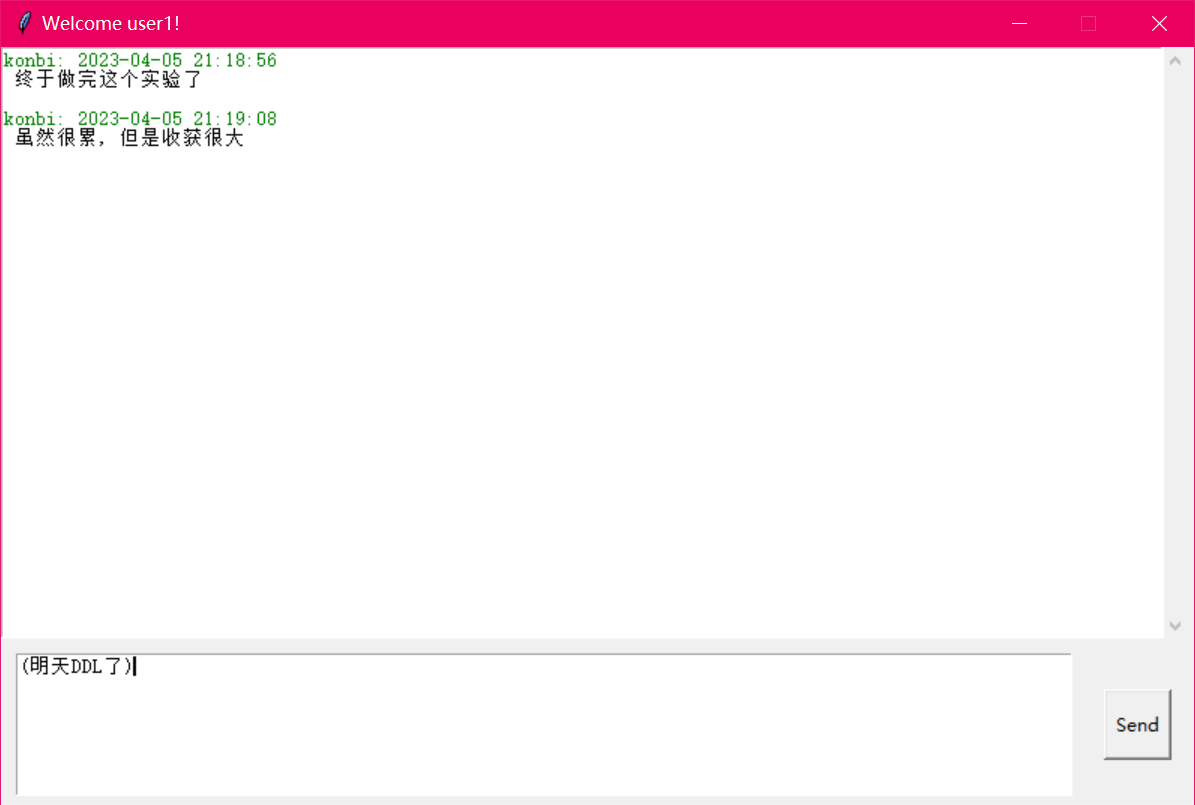 Welcome user1!
konbi: 2023-04-05 21:18:56
终于做完这个实验了
konbi: 2023-04-05 21:19:08
虽然很累，但是收获很大
(明天DDL了)
Send